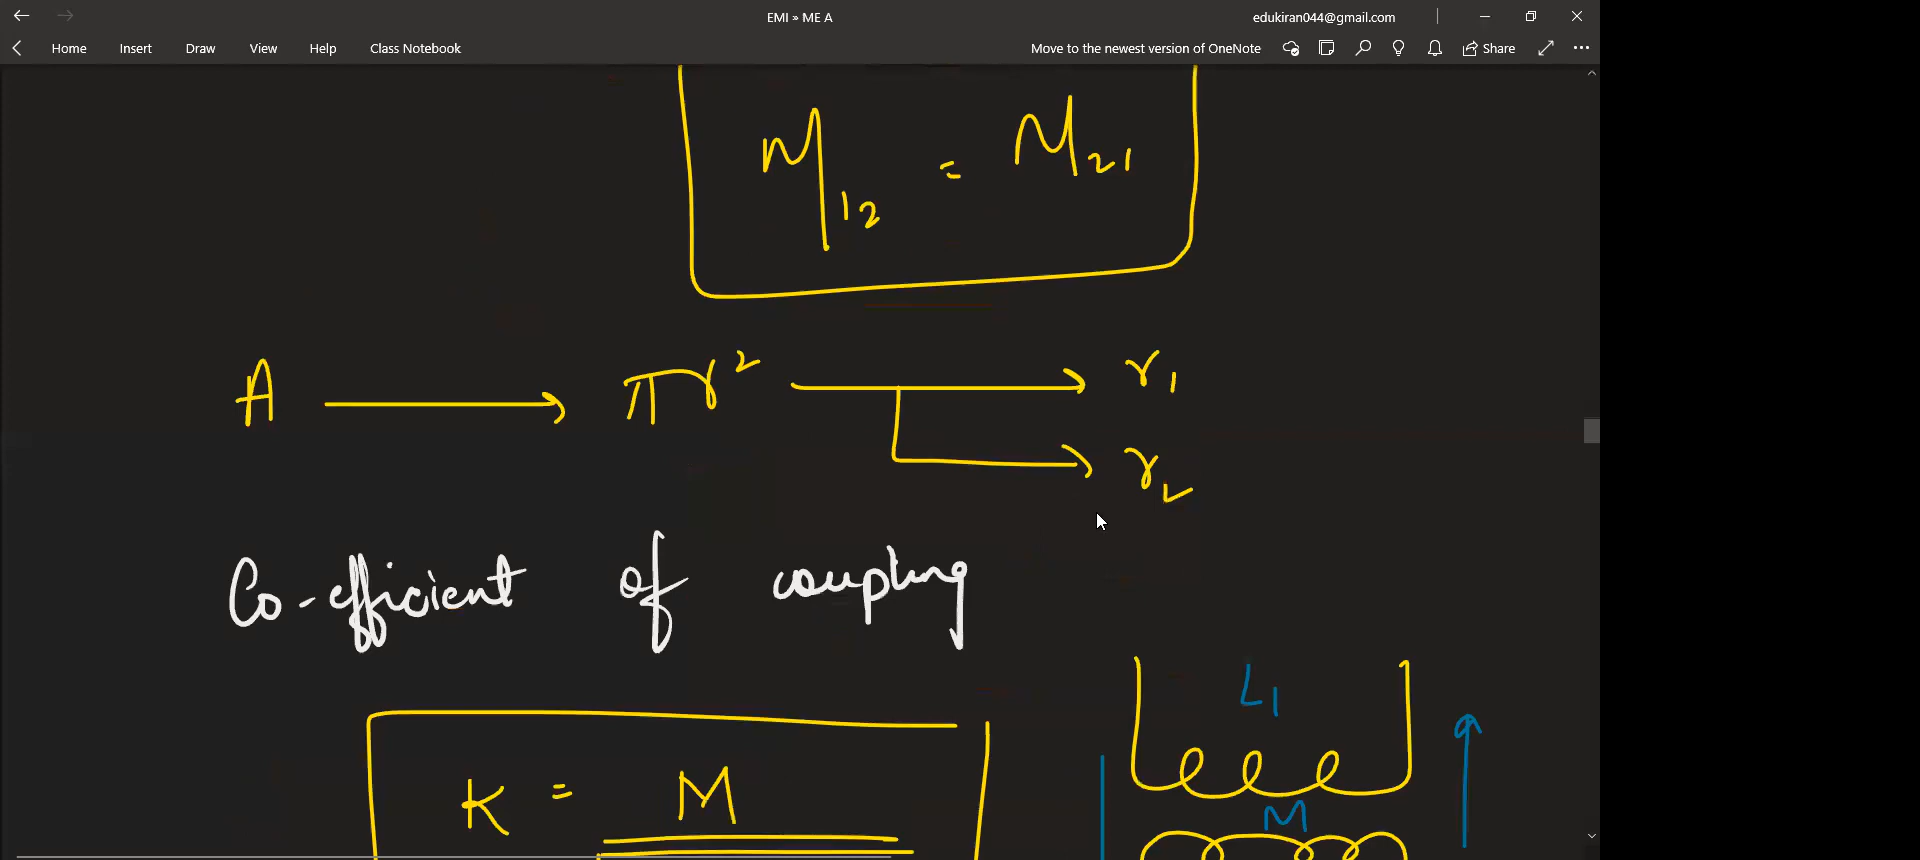 EMI » ME A
edukiran044@gmail.com
Home Insert Draw View Help Class Notebook
Move to the newest version of OneNote
Share
M₁₂ = M₂₁
A → πr² → r₁
→ r₂
Co-efficient of coupling
L₁
K = M
M